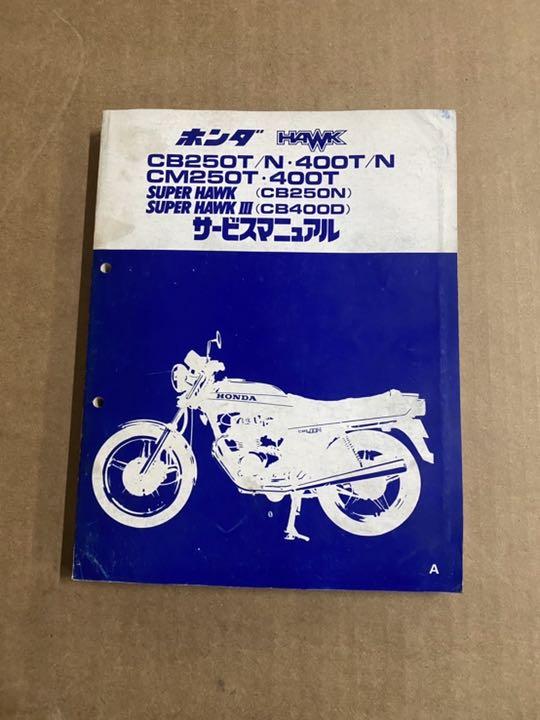 ホンダ HAWK
CB250T/N・400T/N
CM250T・400T
SUPER HAWK (CB250N)
SUPER HAWK III (CB400D)
サービスマニュアル
HONDA
A